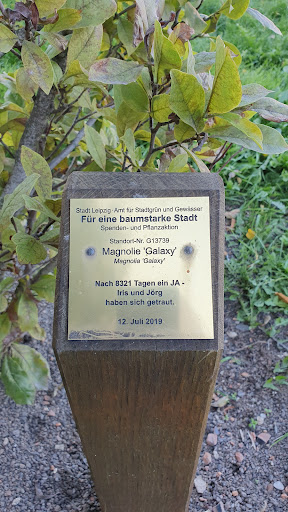 Stadt Leipzig-Amt für Stadtgrün und Gewässer
Für eine baumstarke Stadt
Spenden- und Pflanzaktion
Standort-Nr. G13739
Magnolie 'Galaxy'
Magnolia 'Galaxy'
Nach 8321 Tagen ein JA -
Iris und Jörg
haben sich getraut.
12. Juli 2019